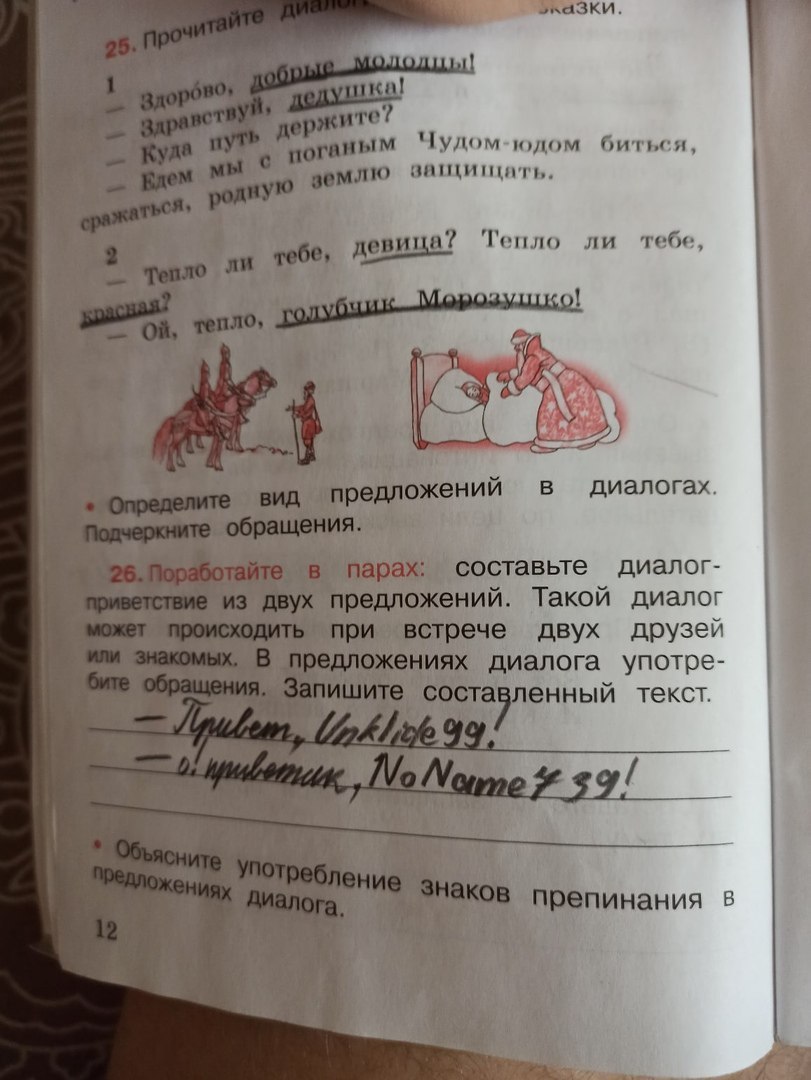 25. Прочитайте диалог сказки.
1
— Здоро́во, добрые молодцы!
— Здравствуй, дедушка!
— Куда путь держите?
— Едем мы с поганым Чудом-юдом биться,
сражаться, родную землю защищать.
2
— Тепло ли тебе, девица? Тепло ли тебе,
красная?
— Ой, тепло, голубчик Морозушко!
• Определите вид предложений в диалогах.
Подчеркните обращения.
26. Поработайте в парах: составьте диалог-
приветствие из двух предложений. Такой диалог
может происходить при встрече двух друзей
или знакомых. В предложениях диалога употре-
бите обращения. Запишите составленный текст.
— Привет, Unklide99!
— о! приветик, NoName739!
• Объясните употребление знаков препинания в
предложениях диалога.
12